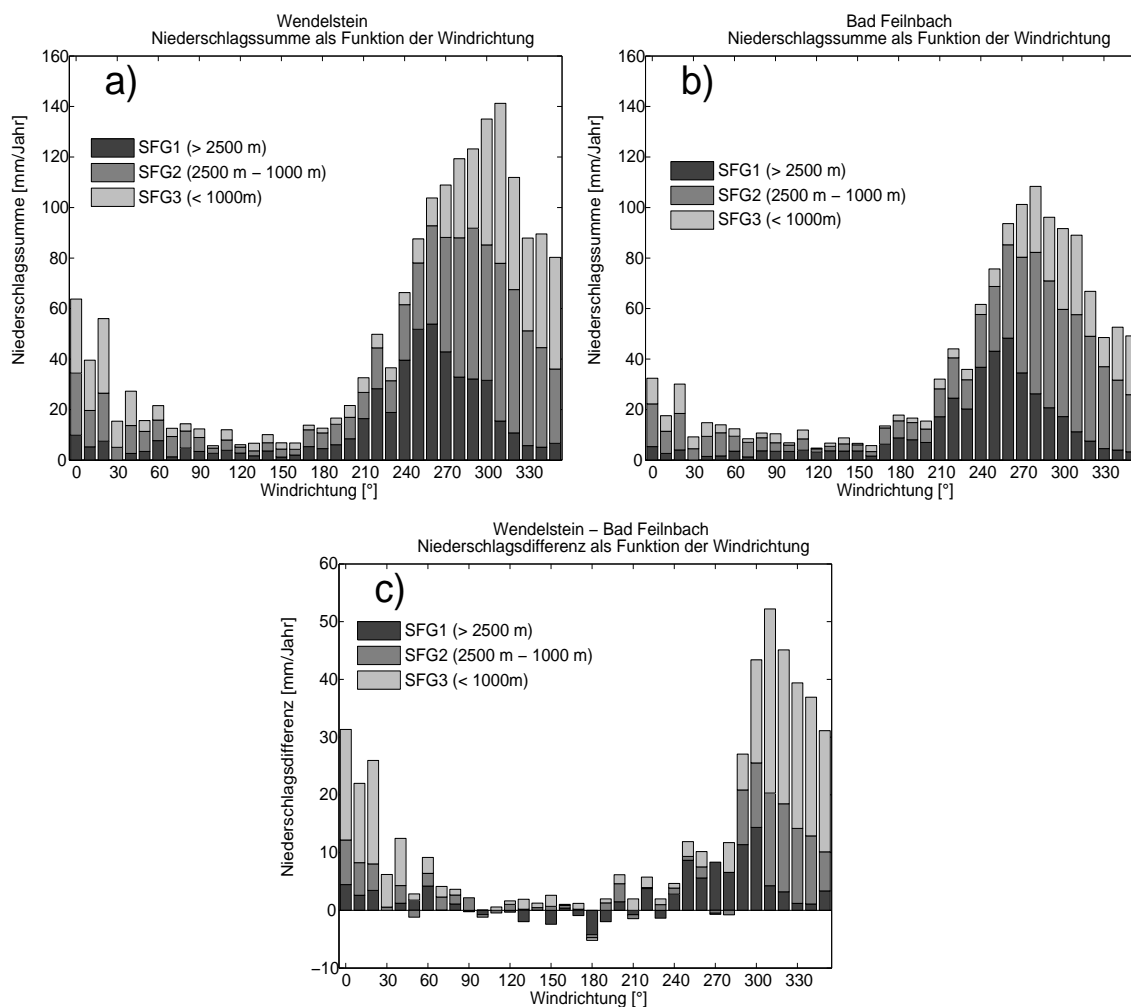 Wendelstein
Niederschlagssumme als Funktion der Windrichtung
a)
SFG1 (> 2500 m)
SFG2 (2500 m − 1000 m)
SFG3 (< 1000m)
Niederschlagssumme [mm/Jahr]
160
140
120
100
80
60
40
20
0
0 30 60 90 120 150 180 210 240 270 300 330
Windrichtung [°]
Bad Feilnbach
Niederschlagssumme als Funktion der Windrichtung
b)
SFG1 (> 2500 m)
SFG2 (2500 m − 1000 m)
SFG3 (< 1000m)
Niederschlagssumme [mm/Jahr]
160
140
120
100
80
60
40
20
0
0 30 60 90 120 150 180 210 240 270 300 330
Windrichtung [°]
Wendelstein − Bad Feilnbach
Niederschlagsdifferenz als Funktion der Windrichtung
c)
SFG1 (> 2500 m)
SFG2 (2500 m − 1000 m)
SFG3 (< 1000m)
Niederschlagsdifferenz [mm/Jahr]
60
50
40
30
20
10
0
−10
0 30 60 90 120 150 180 210 240 270 300 330
Windrichtung [°]